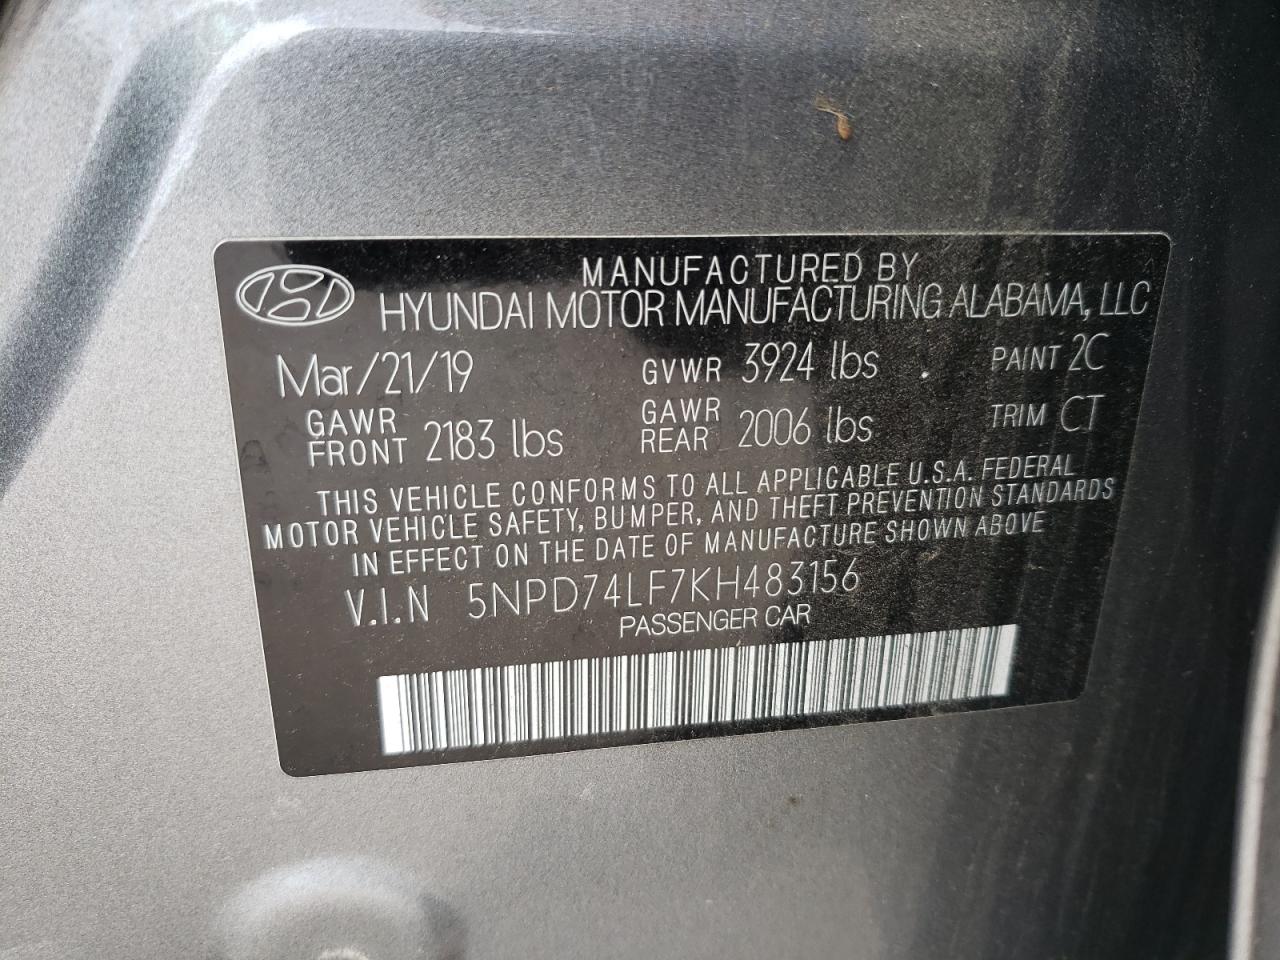 MANUFACTURED BY
HYUNDAI MOTOR MANUFACTURING ALABAMA, LLC
Mar/21/19 GVWR 3924 lbs PAINT 2C
GAWR FRONT 2183 lbs GAWR REAR 2006 lbs TRIM CT
THIS VEHICLE CONFORMS TO ALL APPLICABLE U.S.A. FEDERAL
MOTOR VEHICLE SAFETY, BUMPER, AND THEFT PREVENTION STANDARDS
IN EFFECT ON THE DATE OF MANUFACTURE SHOWN ABOVE
V.I.N 5NPD74LF7KH483156
PASSENGER CAR